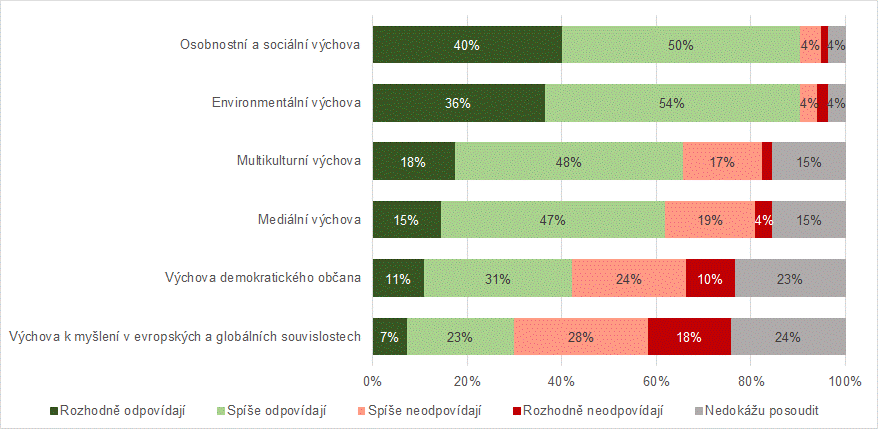 Osobnostní a sociální výchova 40% 50% 4% 4%
Environmentální výchova 36% 54% 4% 4%
Multikulturní výchova 18% 48% 17% 15%
Mediální výchova 15% 47% 19% 4% 15%
Výchova demokratického občana 11% 31% 24% 10% 23%
Výchova k myšlení v evropských a globálních souvislostech 7% 23% 28% 18% 24%
0% 20% 40% 60% 80% 100%
Rozhodně odpovídají Spíše odpovídají Spíše neodpovídají Rozhodně neodpovídají Nedokážu posoudit